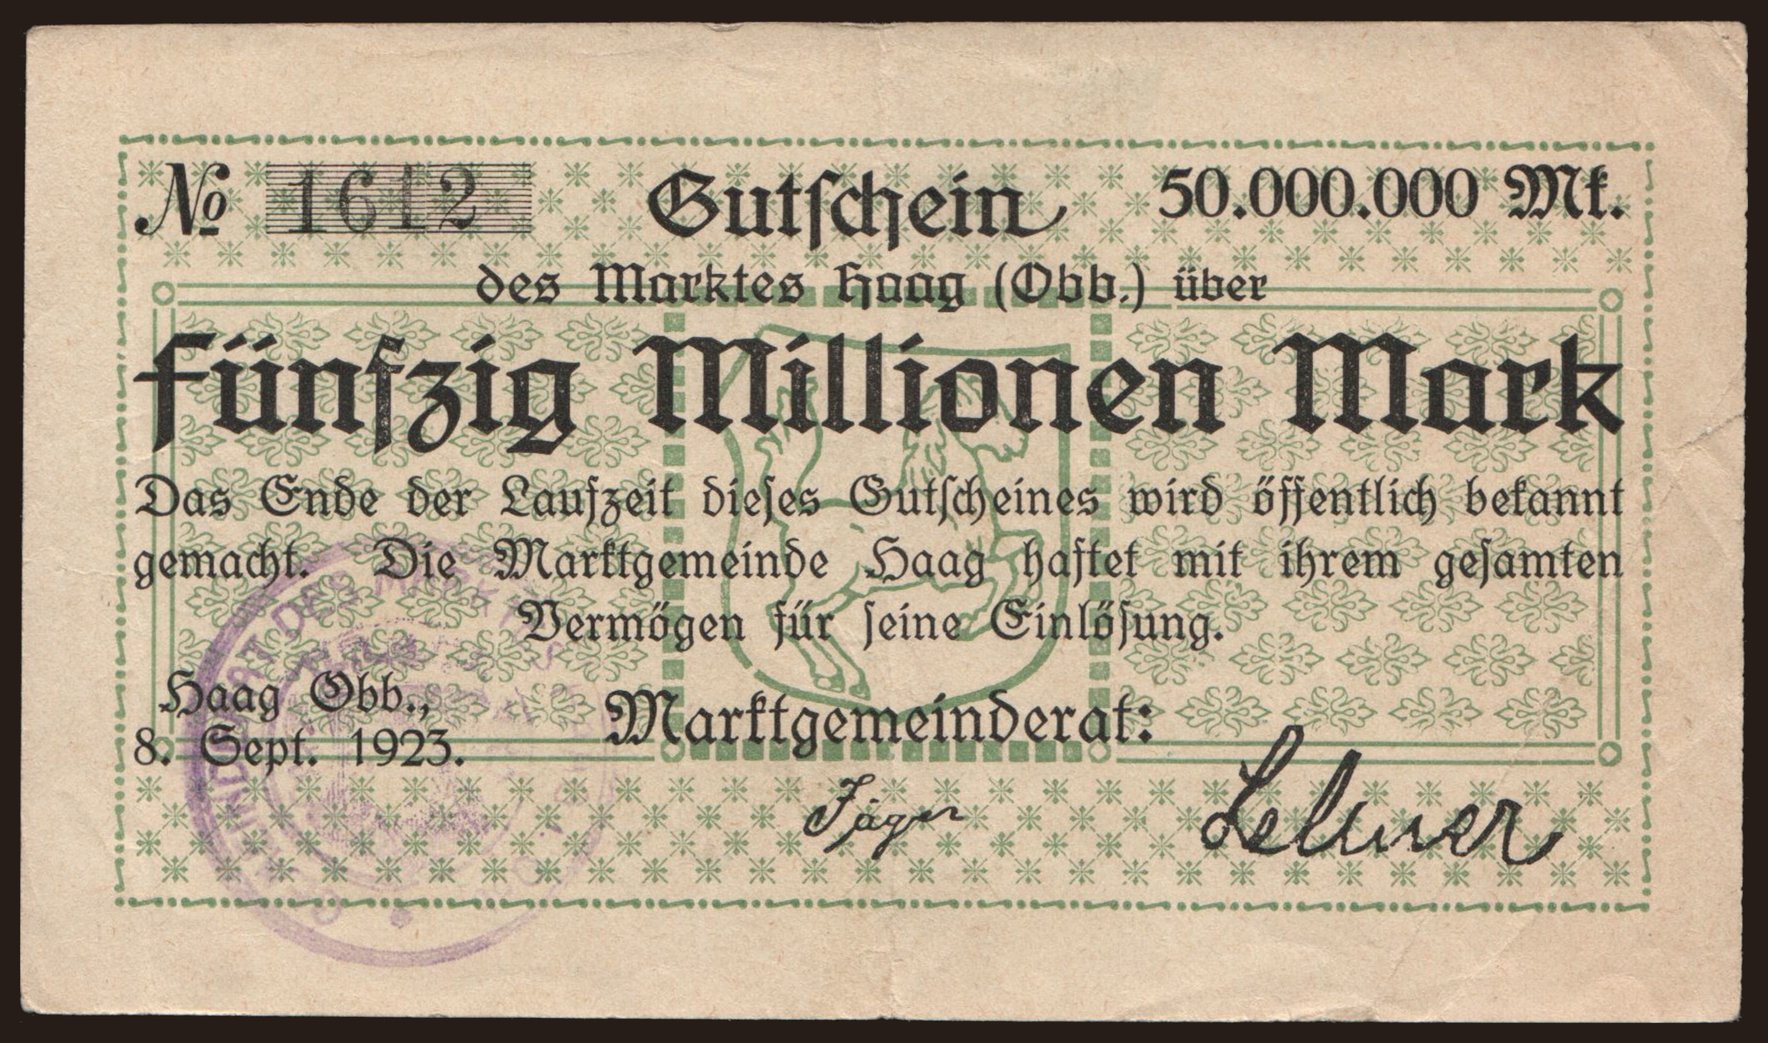 № 1612 Gutschein 50.000.000 Mk.
des Marktes Haag (Obb.) über
Fünfzig Millionen Mark
Das Ende der Laufzeit dieses Gutscheines wird öffentlich bekannt
gemacht. Die Marktgemeinde Haag haftet mit ihrem gesamten
Vermögen für seine Einlösung.
Haag Obb.,
8. Sept. 1923.
Marktgemeinderat:
Jäger